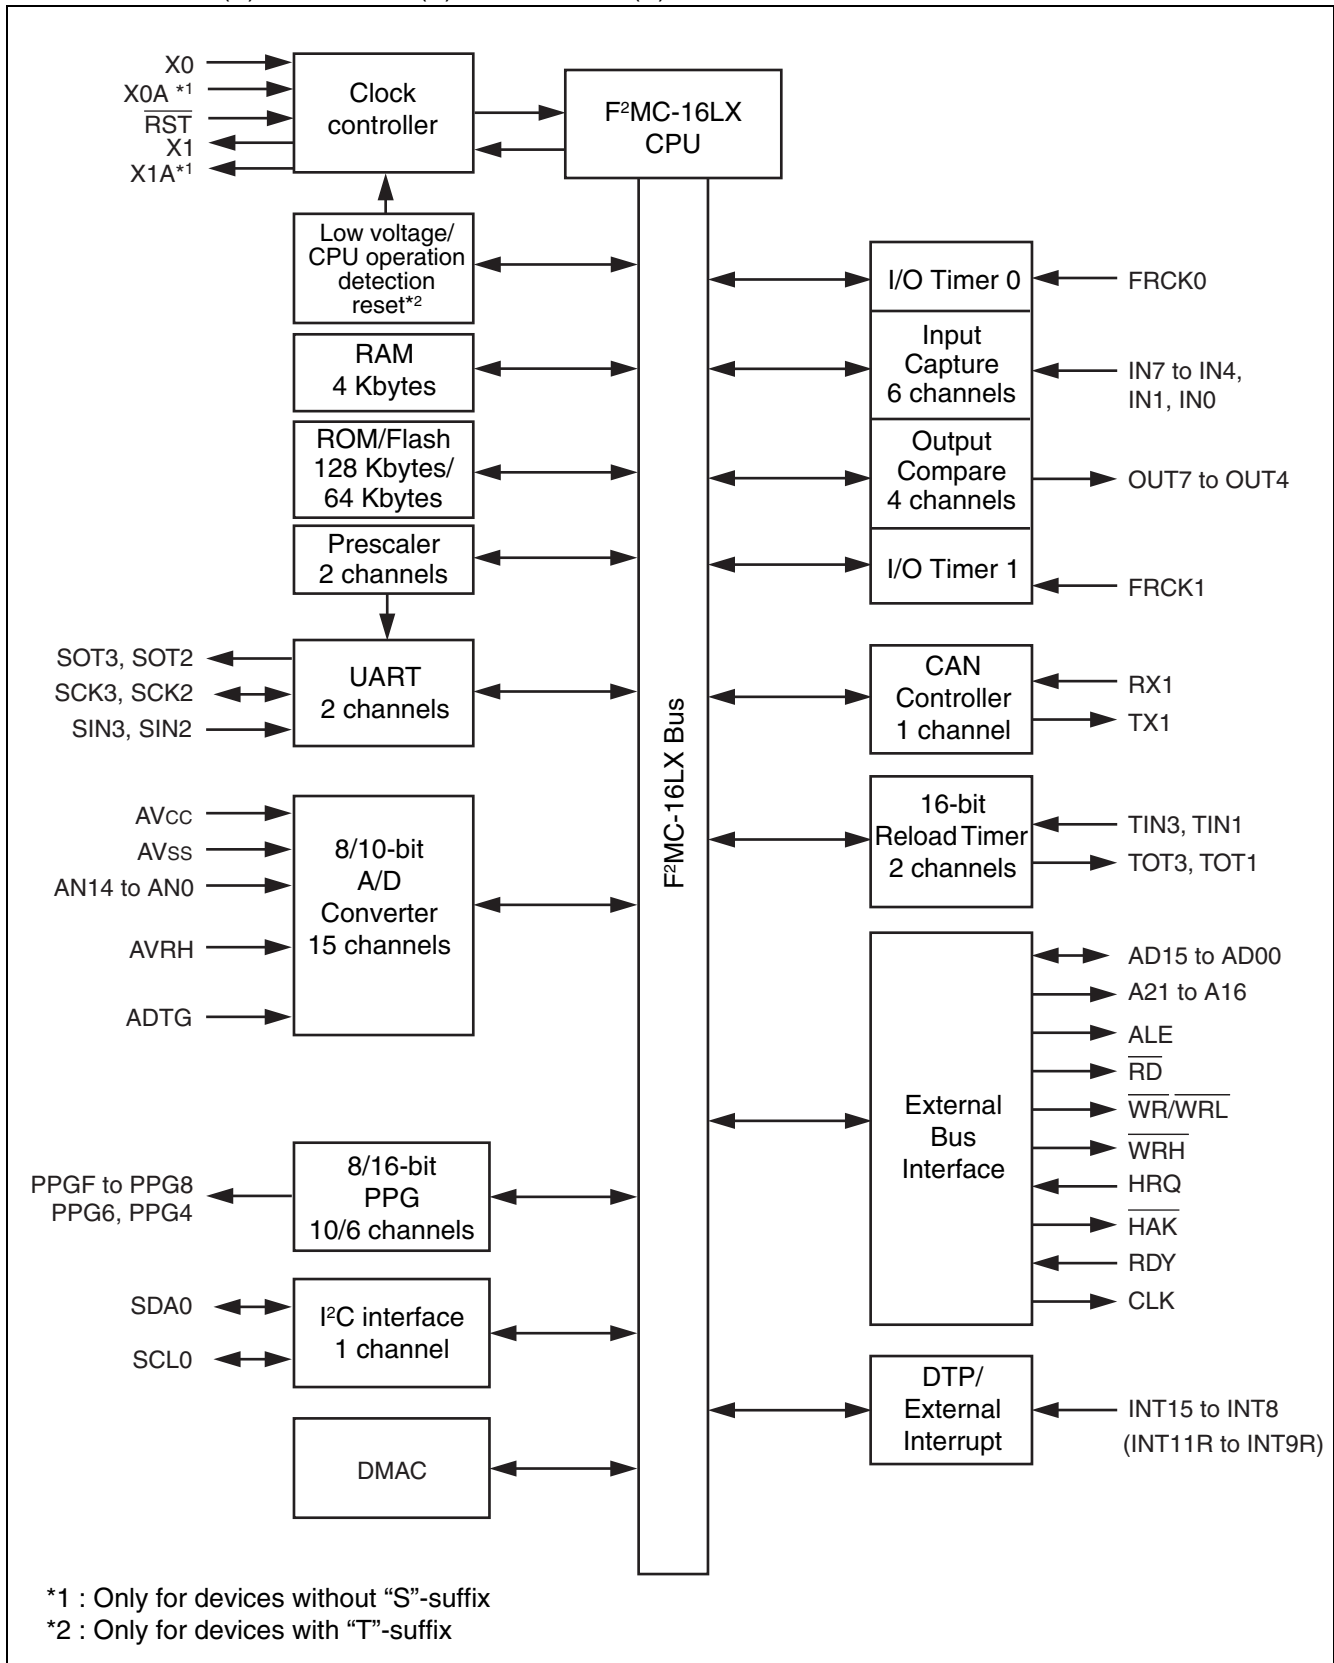 X0
X0A *1
RST
X1
X1A*1
Clock
controller
F²MC-16LX
CPU
Low voltage/
CPU operation
detection
reset*2
RAM
4 Kbytes
ROM/Flash
128 Kbytes/
64 Kbytes
Prescaler
2 channels
SOT3, SOT2
SCK3, SCK2
SIN3, SIN2
UART
2 channels
AVCC
AVSS
AN14 to AN0
AVRH
ADTG
8/10-bit
A/D
Converter
15 channels
PPGF to PPG8
PPG6, PPG4
8/16-bit
PPG
10/6 channels
SDA0
SCL0
I²C interface
1 channel
DMAC
F²MC-16LX Bus
I/O Timer 0
FRCK0
Input
Capture
6 channels
IN7 to IN4,
IN1, IN0
Output
Compare
4 channels
OUT7 to OUT4
I/O Timer 1
FRCK1
CAN
Controller
1 channel
RX1
TX1
16-bit
Reload Timer
2 channels
TIN3, TIN1
TOT3, TOT1
External
Bus
Interface
AD15 to AD00
A21 to A16
ALE
RD
WR/WRL
WRH
HRQ
HAK
RDY
CLK
DTP/
External
Interrupt
INT15 to INT8
(INT11R to INT9R)
*1 : Only for devices without “S”-suffix
*2 : Only for devices with “T”-suffix